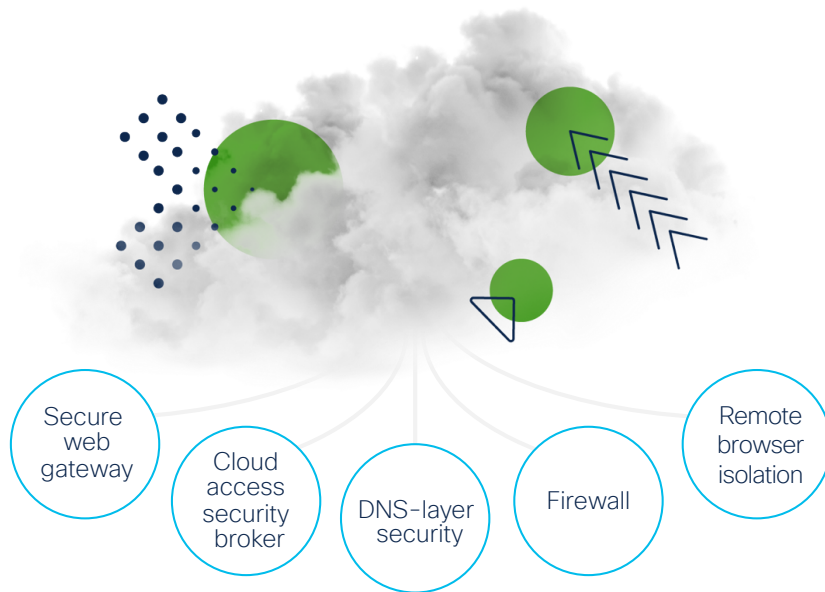 Secure
web
gateway
Cloud
access
security
broker
DNS-layer
security
Firewall
Remote
browser
isolation